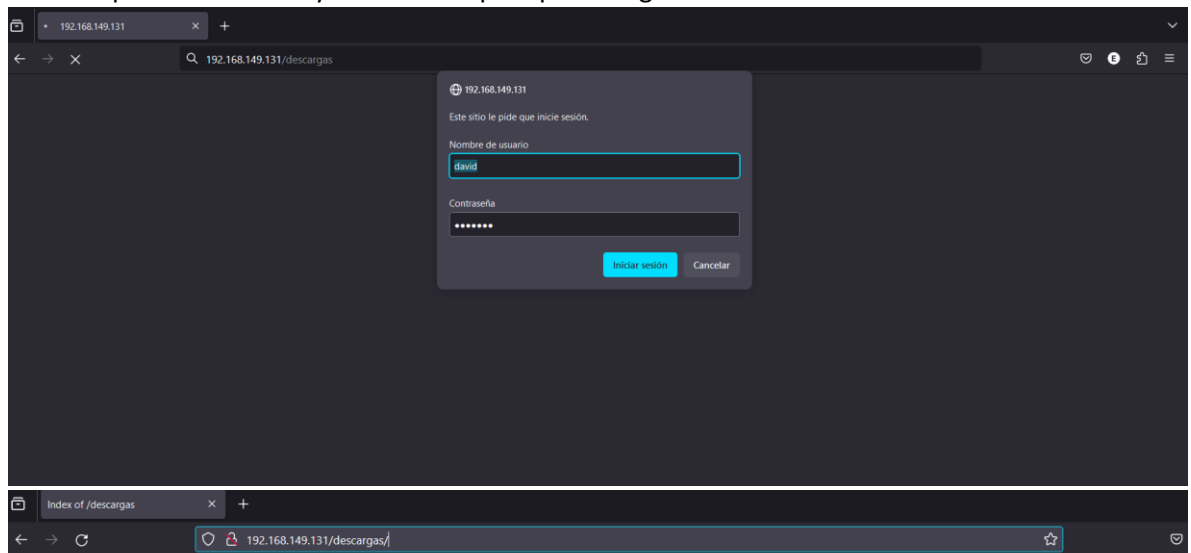 192.168.149.131
192.168.149.131/descargas
E
192.168.149.131
Este sitio le pide que inicie sesión.
Nombre de usuario
david
Contraseña
•••••••
Iniciar sesión Cancelar
Index of /descargas
192.168.149.131/descargas/